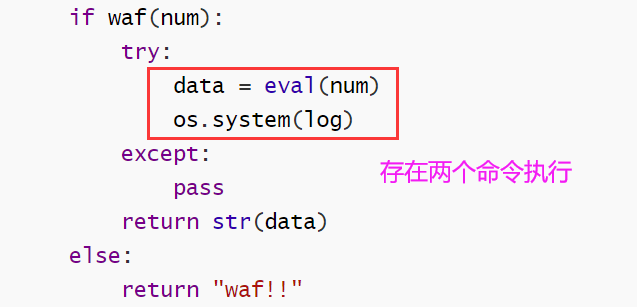 if waf(num):
try:
data = eval(num)
os.system(log)
except:
存在两个命令执行
pass
return str(data)
else:
return "waf!!"